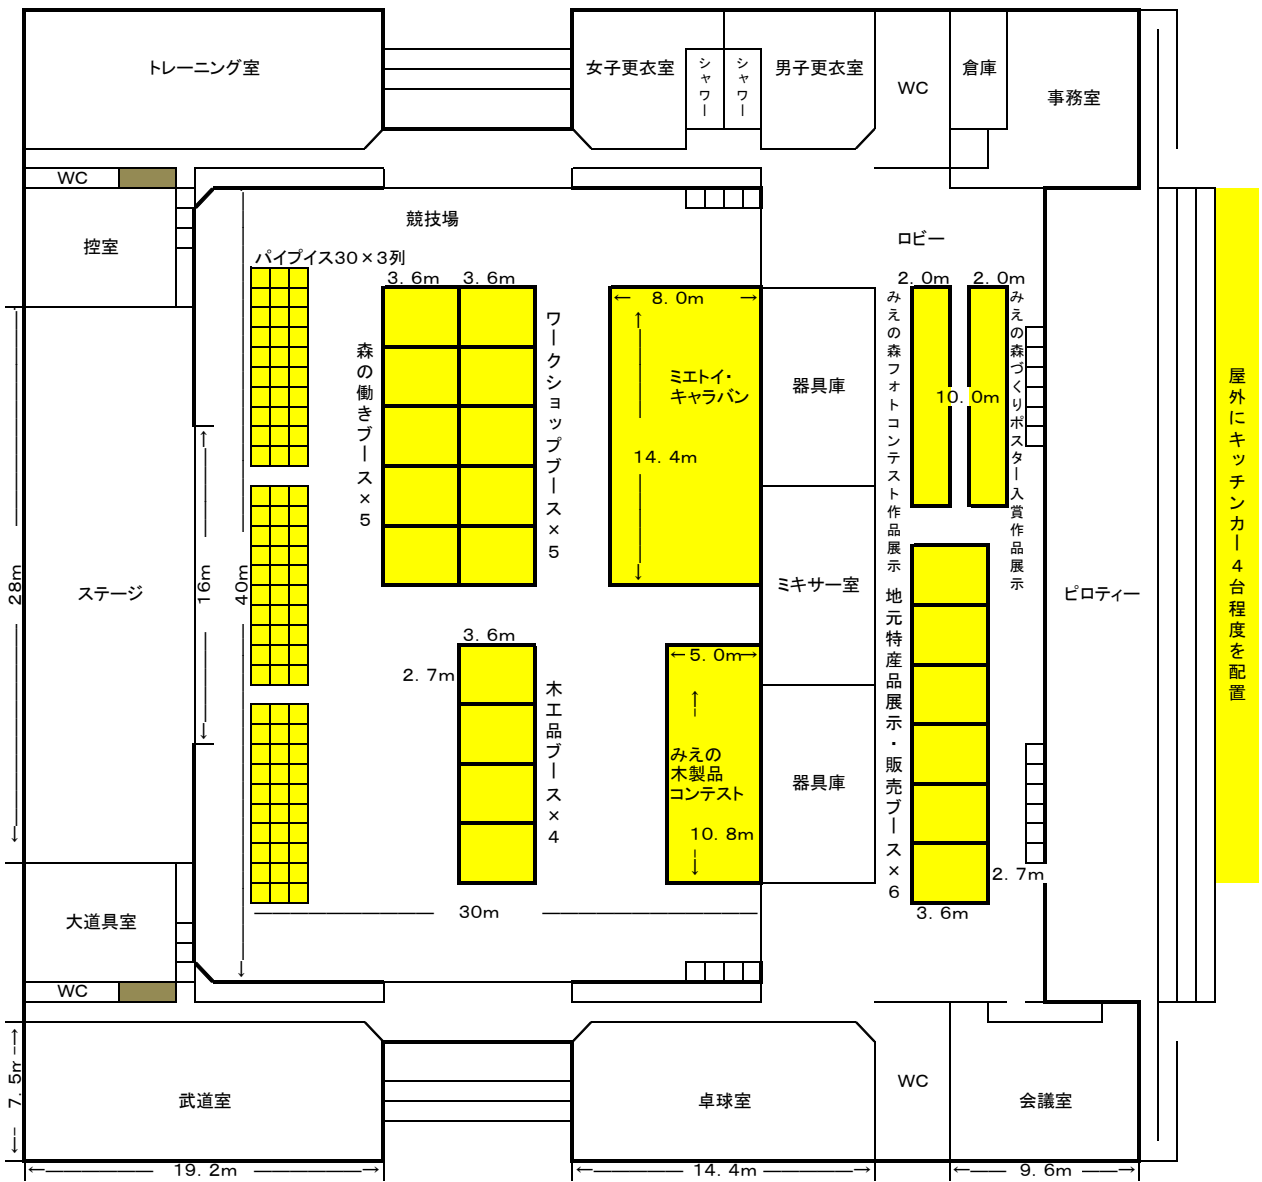 トレーニング室
女子更衣室
シャワー
シャワー
男子更衣室
WC
倉庫
事務室
WC
控室
競技場
ロビー
パイプイス30×3列
3.6m
3.6m
← 8.0m →
2.0m
2.0m
森の働きブース×5
ワークショップブース×5
ミエトイ・
キャラバン
14.4m
器具庫
みえの森フォトコンテスト作品展示
10.0m
みえの森づくりポスター入賞作品展示
屋外にキッチンカー4台程度を配置
28m
ステージ
16m
40m
ミキサー室
ピロティー
3.6m
2.7m
木工品ブース×4
←5.0m→
みえの
木製品
コンテスト
10.8m
器具庫
地元特産品展示・販売ブース×6
2.7m
3.6m
30m
大道具室
WC
7.5m
武道室
卓球室
WC
会議室
19.2m
14.4m
9.6m